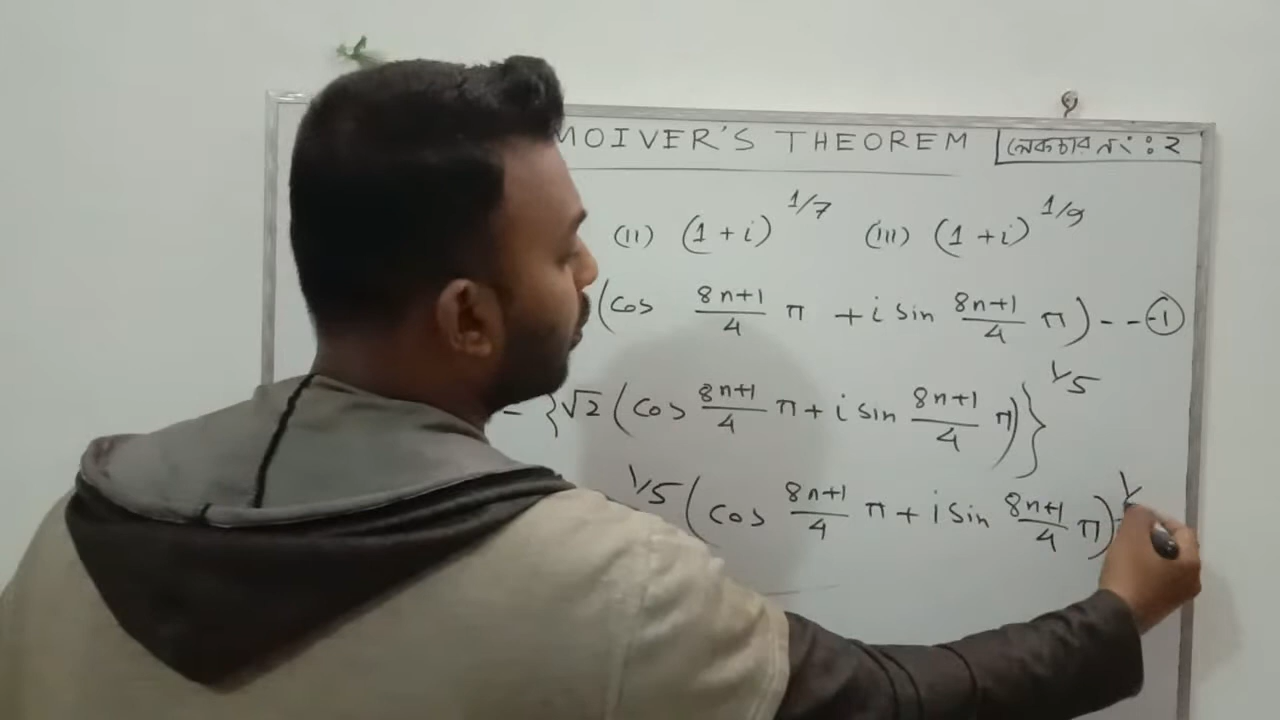 MOIVER'S THEOREM লেকচার নং : ২
(II) (1 + i)^1/7 (III) (1 + i)^1/9
(cos 8n+1/4 π + i sin 8n+1/4 π) - - - ①
= {√2 (cos 8n+1/4 π + i sin 8n+1/4 π)}^1/5
1/5 (cos 8n+1/4 π + i sin 8n+1/4 π)